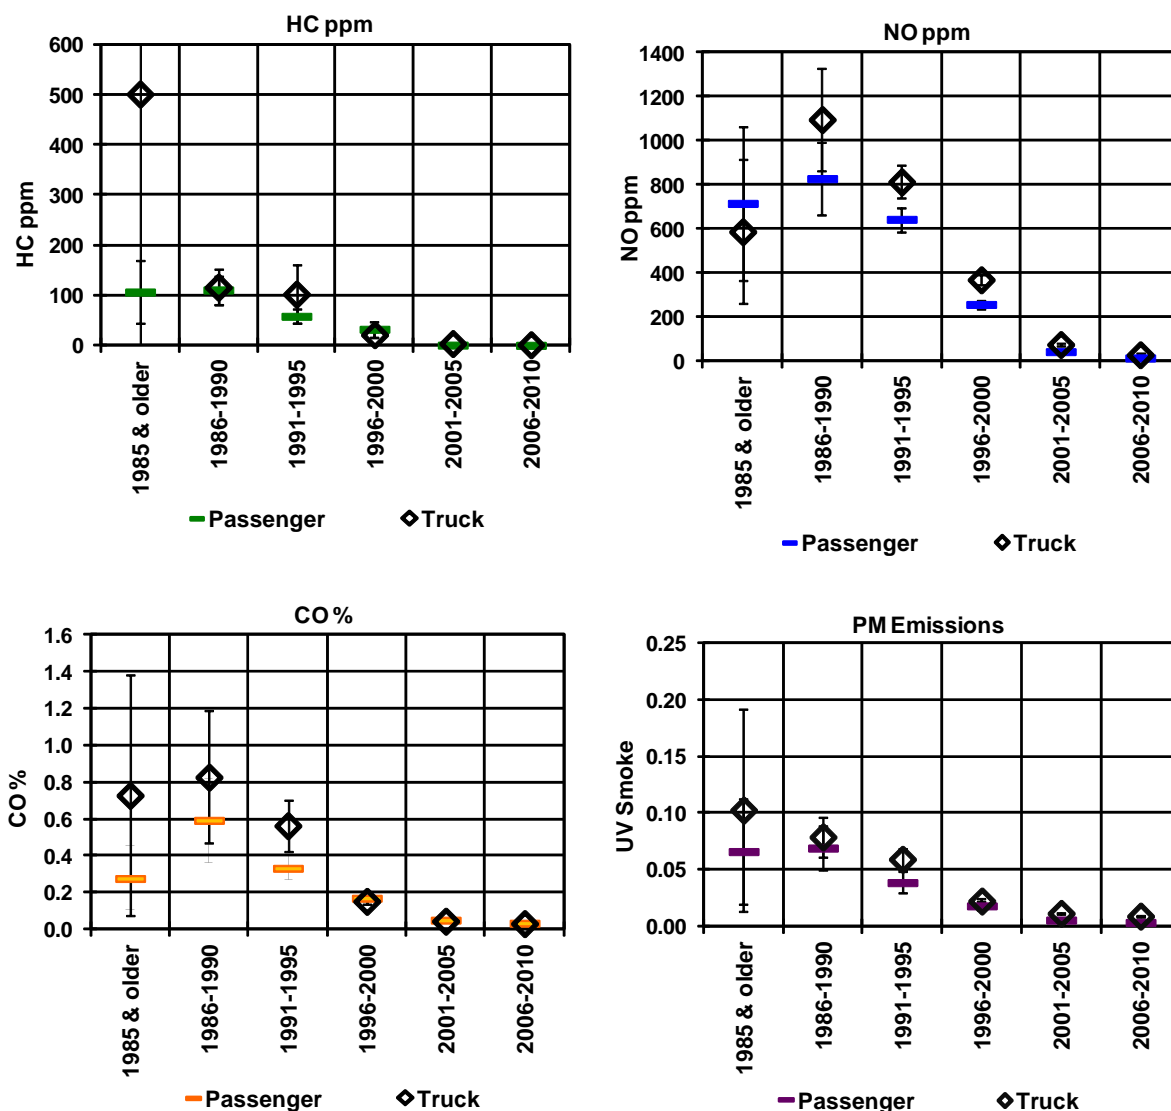 HC ppm
600
500
400
300
200
100
0
HC ppm
1985 & older
1986-1990
1991-1995
1996-2000
2001-2005
2006-2010
Passenger
Truck
NO ppm
1400
1200
1000
800
600
400
200
0
NO ppm
1985 & older
1986-1990
1991-1995
1996-2000
2001-2005
2006-2010
Passenger
Truck
CO %
1.6
1.4
1.2
1.0
0.8
0.6
0.4
0.2
0.0
CO %
1985 & older
1986-1990
1991-1995
1996-2000
2001-2005
2006-2010
Passenger
Truck
PM Emissions
0.25
0.20
0.15
0.10
0.05
0.00
UV Smoke
1985 & older
1986-1990
1991-1995
1996-2000
2001-2005
2006-2010
Passenger
Truck